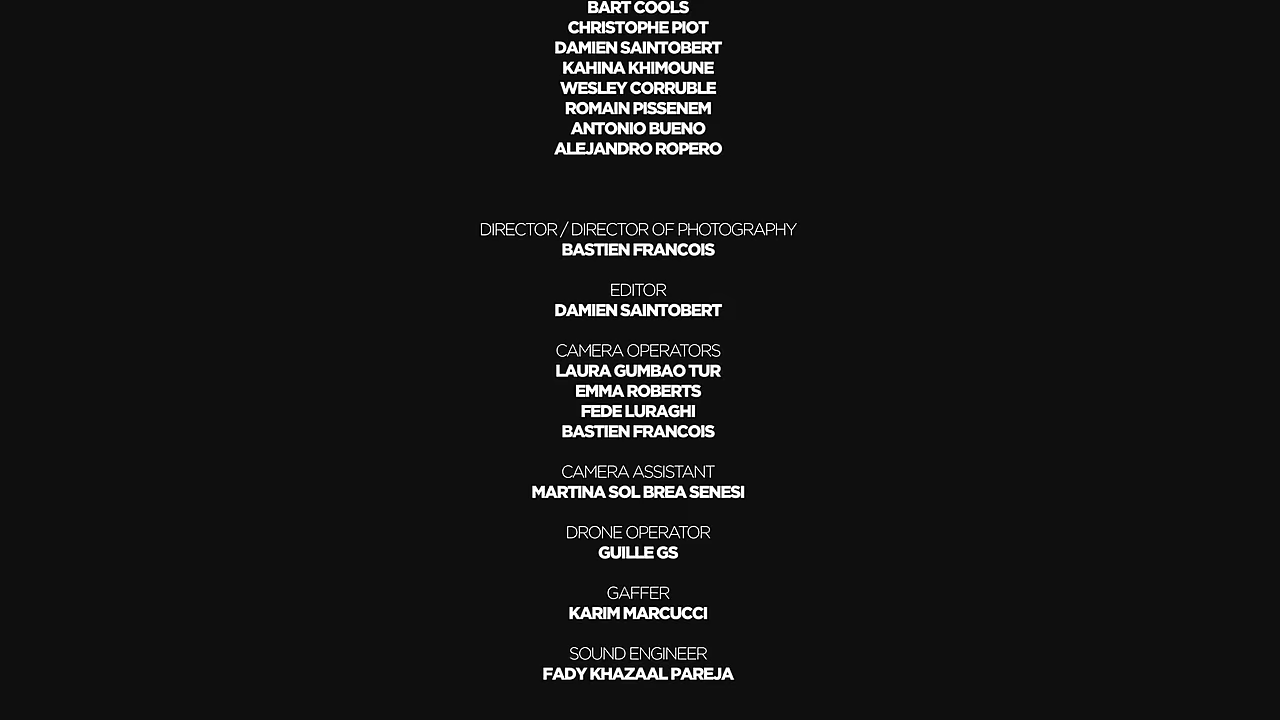 BART COOLS
CHRISTOPHE PIOT
DAMIEN SAINTOBERT
KAHINA KHIMOUNE
WESLEY CORRUBLE
ROMAIN PISSENEM
ANTONIO BUENO
ALEJANDRO ROPERO
DIRECTOR / DIRECTOR OF PHOTOGRAPHY
BASTIEN FRANCOIS
EDITOR
DAMIEN SAINTOBERT
CAMERA OPERATORS
LAURA GUMBAO TUR
EMMA ROBERTS
FEDE LURAGHI
BASTIEN FRANCOIS
CAMERA ASSISTANT
MARTINA SOL BREA SENESI
DRONE OPERATOR
GUILLE GS
GAFFER
KARIM MARCUCCI
SOUND ENGINEER
FADY KHAZAAL PAREJA